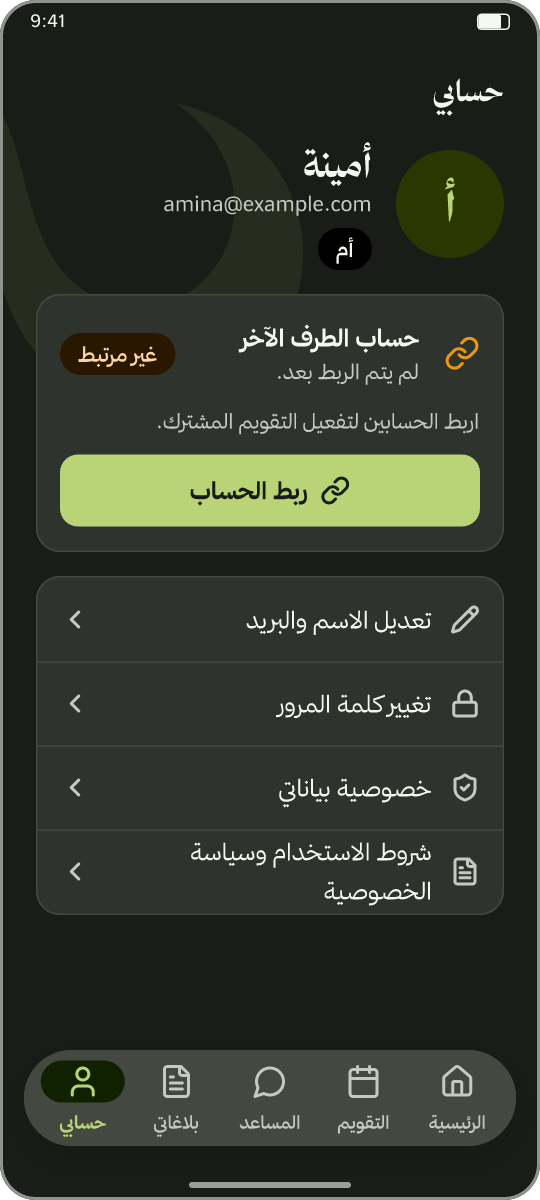 9:41
حسابي
أ
أمينة
amina@example.com
أم
حساب الطرف الآخر
لم يتم الربط بعد.
غير مرتبط
اربط الحسابين لتفعيل التقويم المشترك.
ربط الحساب
تعديل الاسم والبريد
تغيير كلمة المرور
خصوصية بياناتي
شروط الاستخدام وسياسة
الخصوصية
الرئيسية
التقويم
المساعد
بلاغاتي
حسابي